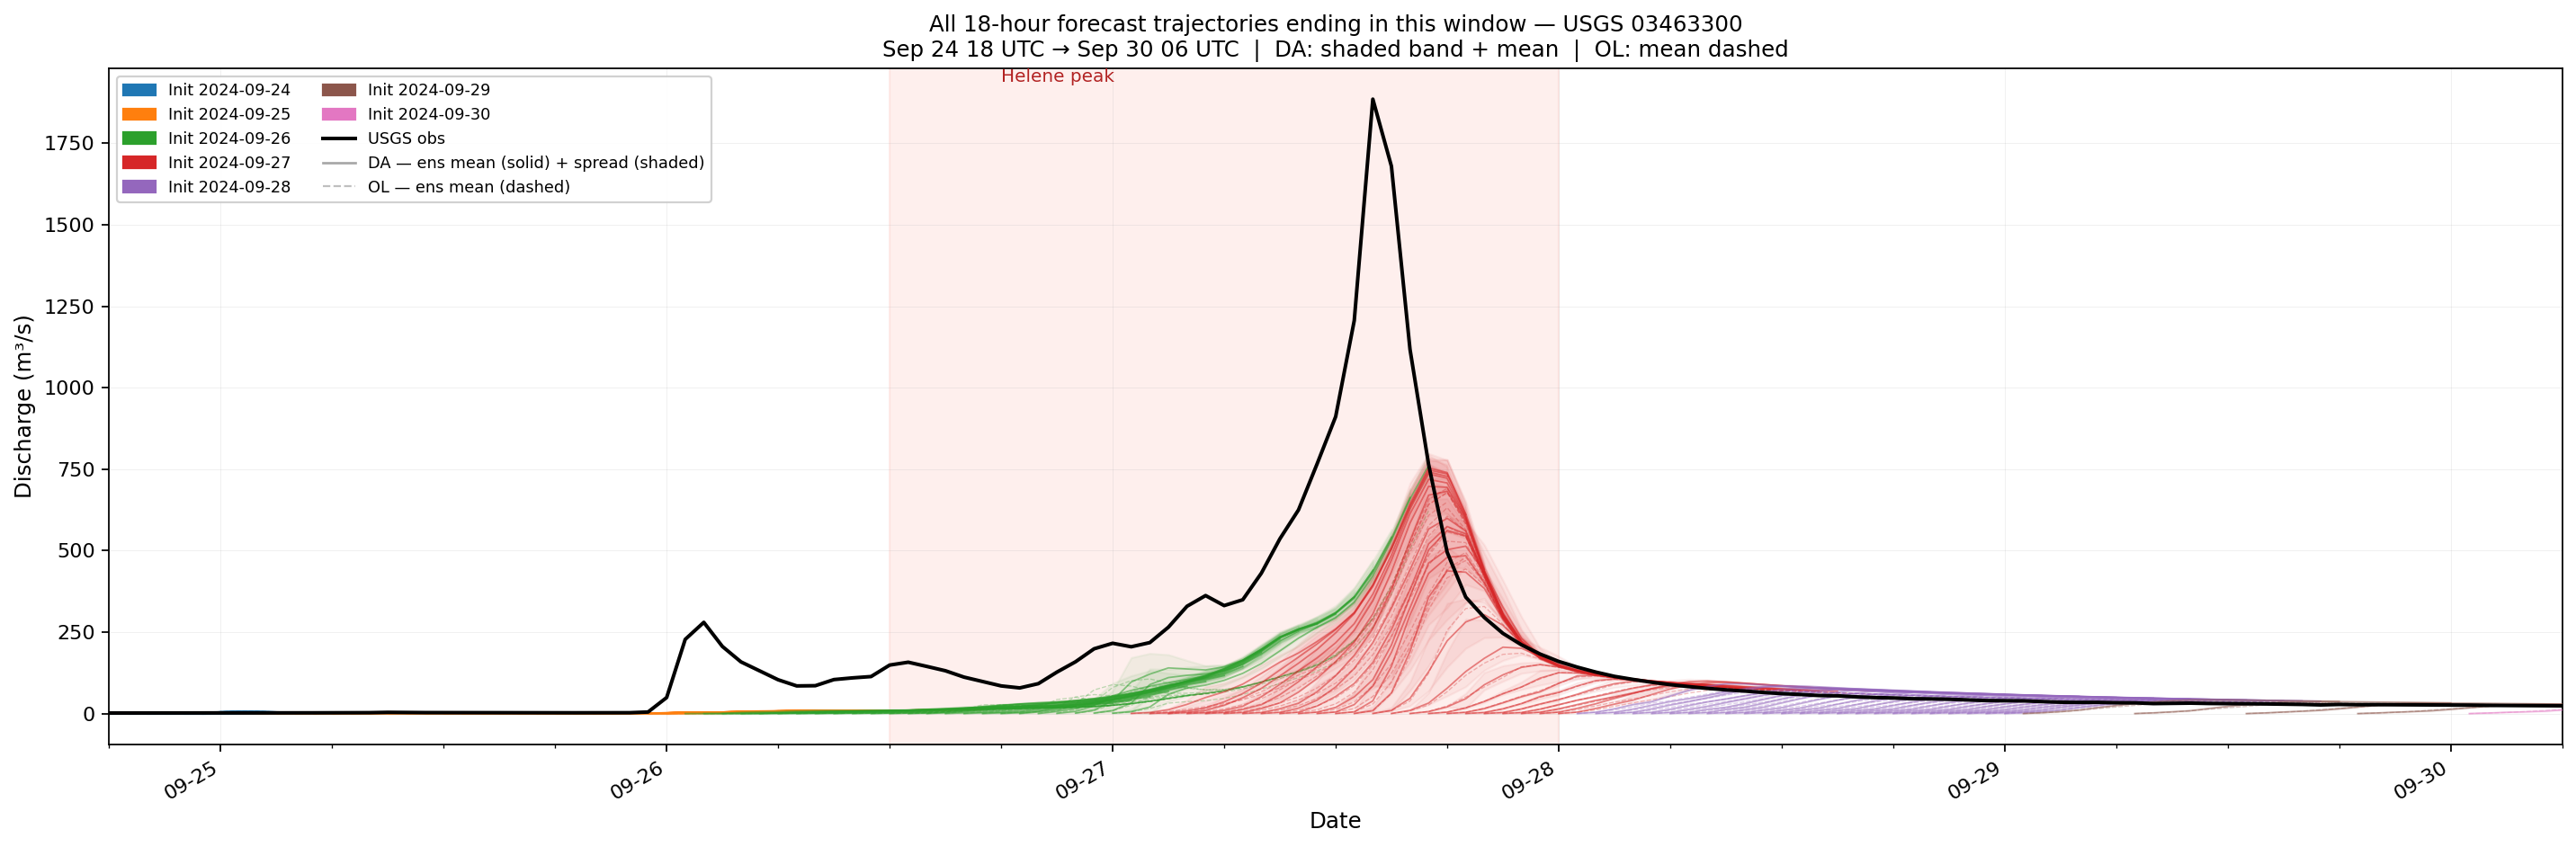 All 18-hour forecast trajectories ending in this window — USGS 03463300
Sep 24 18 UTC → Sep 30 06 UTC | DA: shaded band + mean | OL: mean dashed
Helene peak
Init 2024-09-24
Init 2024-09-25
Init 2024-09-26
Init 2024-09-27
Init 2024-09-28
Init 2024-09-29
Init 2024-09-30
USGS obs
DA — ens mean (solid) + spread (shaded)
OL — ens mean (dashed)
Discharge (m³/s)
1750
1500
1250
1000
750
500
250
0
09-25
09-26
09-27
09-28
09-29
09-30
Date